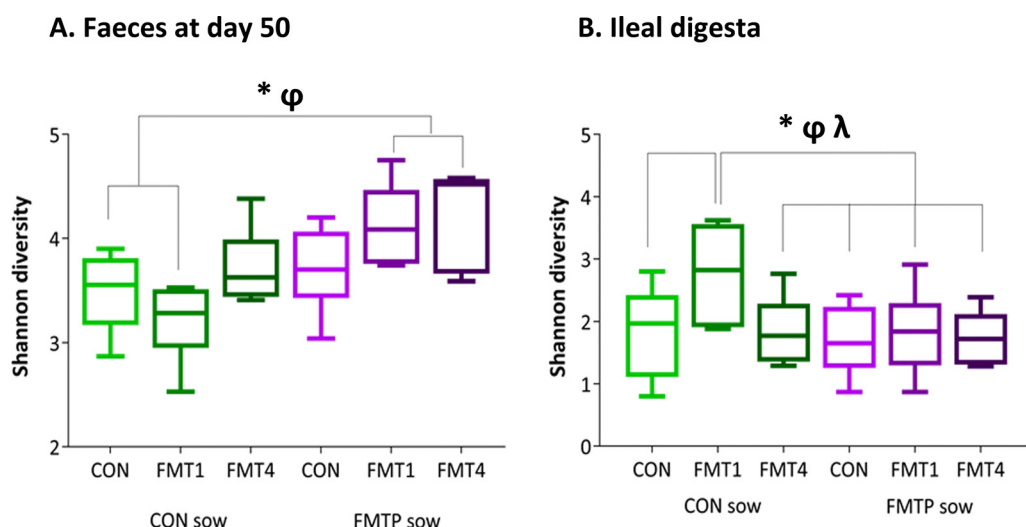 A. Faeces at day 50
* φ
Shannon diversity
5
4
3
2
CON FMT1 FMT4 CON FMT1 FMT4
CON sow FMTP sow
B. Ileal digesta
* φ λ
Shannon diversity
5
4
3
2
1
0
CON FMT1 FMT4 CON FMT1 FMT4
CON sow FMTP sow